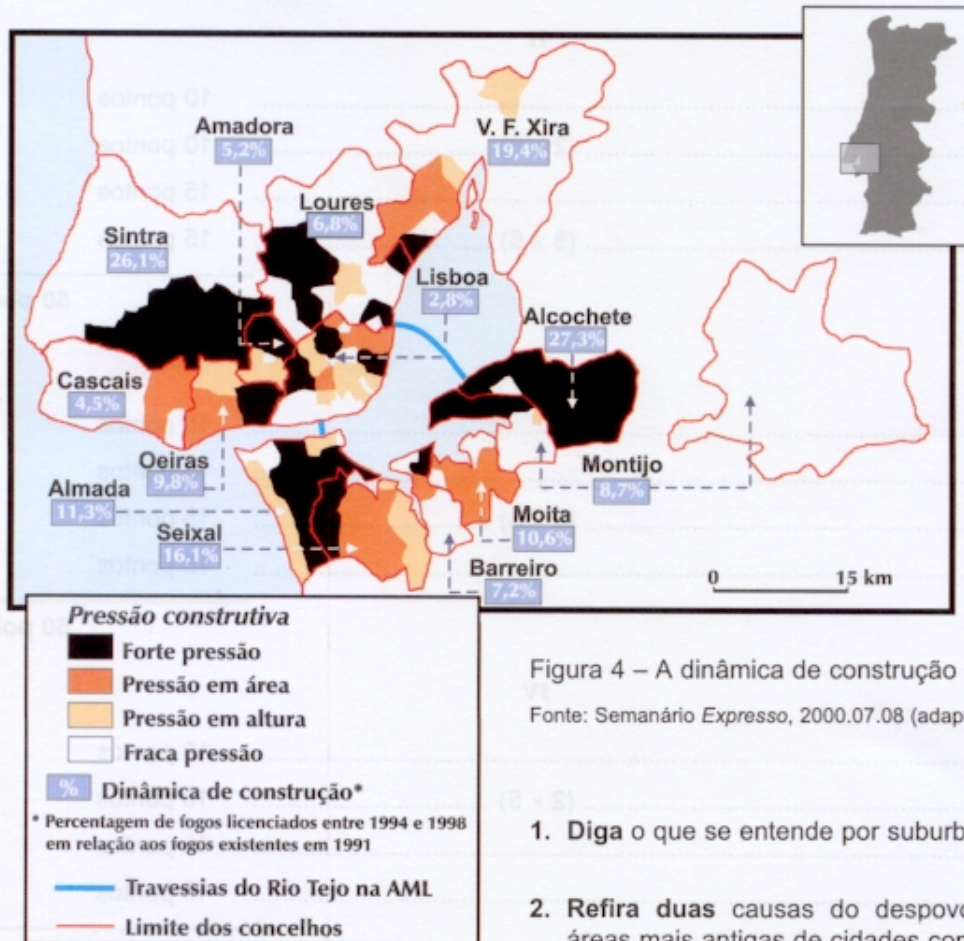 Amadora
5,2%
V. F. Xira
19,4%
Loures
6,8%
Sintra
26,1%
Lisboa
2,8%
Alcochete
27,3%
Cascais
4,5%
Oeiras
9,8%
Montijo
8,7%
Almada
11,3%
Seixal
16,1%
Moita
10,6%
Barreiro
7,2%
0 15 km
Pressão construtiva
Forte pressão
Pressão em área
Pressão em altura
Fraca pressão
% Dinâmica de construção*
* Percentagem de fogos licenciados entre 1994 e 1998
em relação aos fogos existentes em 1991
Travessias do Rio Tejo na AML
Limite dos concelhos
Figura 4 – A dinâmica de construção
Fonte: Semanário Expresso, 2000.07.08 (adap
1. Diga o que se entende por suburb
2. Refira duas causas do despovo
áreas mais antigas de cidades con
10 pontos
10 pontos
15 pontos
15
50 po
(2 × 5)
IV